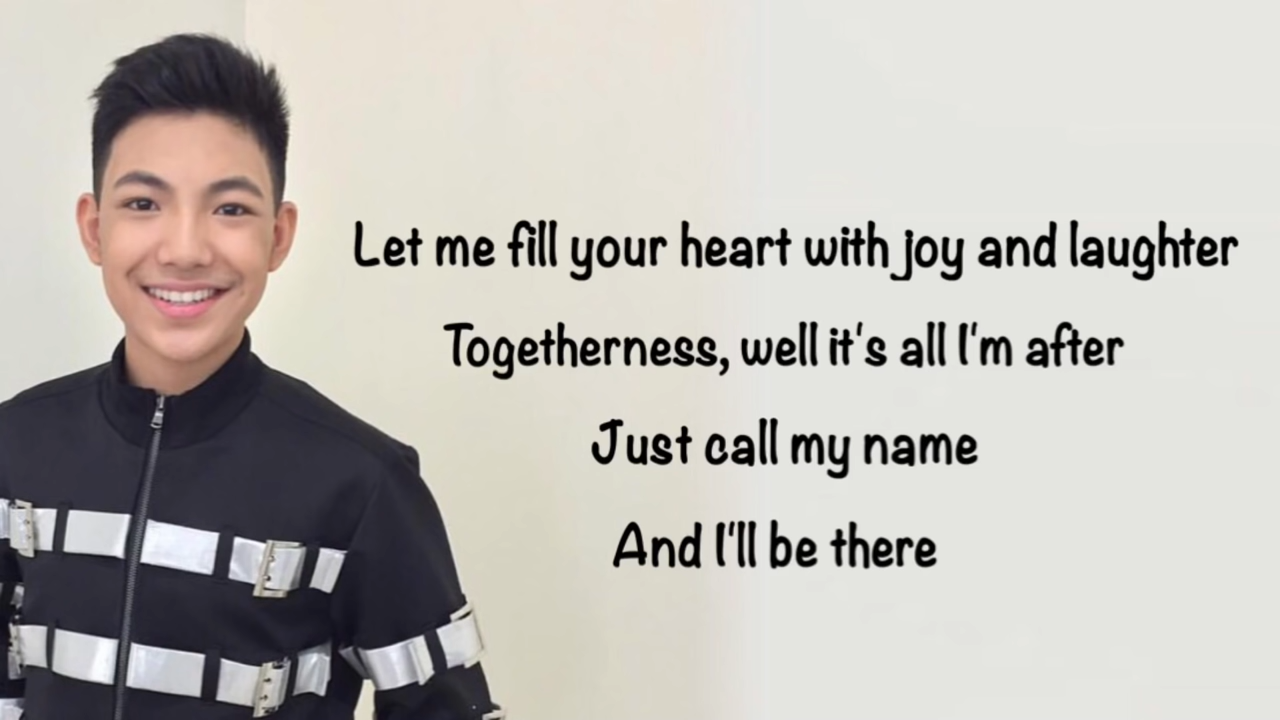 Let me fill your heart with joy and laughter
Togetherness, well it's all I'm after
Just call my name
And I'll be there